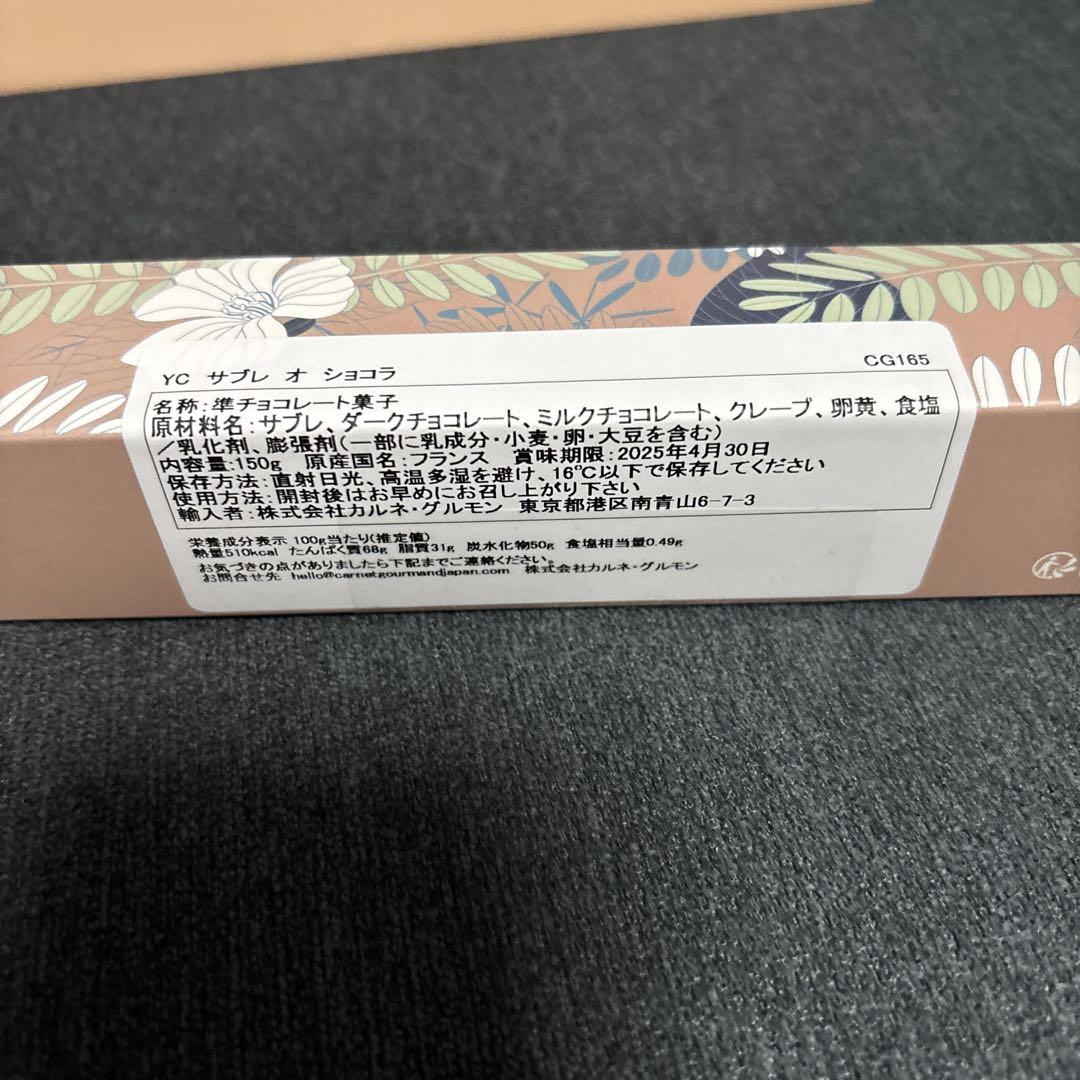 YC サブレ オ ショコラ
CG165
名称:準チョコレート菓子
原材料名:サブレ、ダークチョコレート、ミルクチョコレート、クレープ、卵黄、食塩
/乳化剤、膨張剤(一部に乳成分・小麦・卵・大豆を含む)
内容量:150g 原産国名:フランス 賞味期限:2025年4月30日
保存方法:直射日光、高温多湿を避け、16℃以下で保存してください
使用方法:開封後はお早めにお召し上がり下さい
輸入者:株式会社カルネ・グルモン 東京都港区南青山6-7-3
栄養成分表示 100g当たり(推定値)
熱量510kcal たんぱく質68g 脂質31g 炭水化物50g 食塩相当量0.49g
お気づきの点がありましたら下記までご連絡ください。
お問合せ先 hello@carnetgourmandjapan.com 株式会社カルネ・グルモン